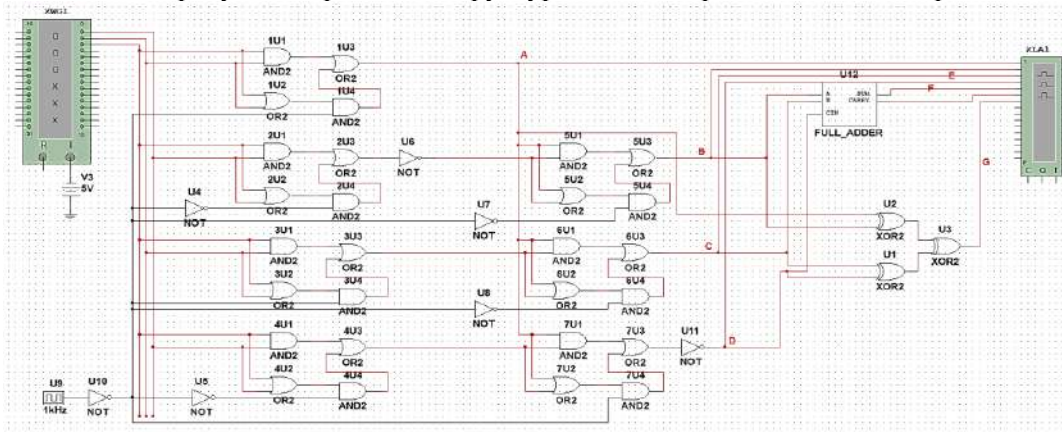 XWG1
O
O
O
X
X
X
R T
V3
5V
1U1
AND2
1U3
OR2
1U2
OR2
1U4
AND2
2U1
AND2
2U3
OR2
2U2
OR2
2U4
AND2
U6
NOT
U4
NOT
U7
NOT
3U1
AND2
3U3
OR2
3U2
OR2
3U4
AND2
U8
NOT
4U1
AND2
4U3
OR2
4U2
OR2
4U4
AND2
U9
1kHz
U10
NOT
U5
NOT
5U1
AND2
5U3
OR2
5U2
OR2
5U4
AND2
6U1
AND2
6U3
OR2
6U2
OR2
6U4
AND2
7U1
AND2
7U3
OR2
7U2
OR2
7U4
AND2
U11
NOT
A
B
C
D
E
F
G
U12
A
B
CIN
SUM
CARRY
FULL_ADDER
U2
XOR2
U1
XOR2
U3
XOR2
XLA1
F
C Q T